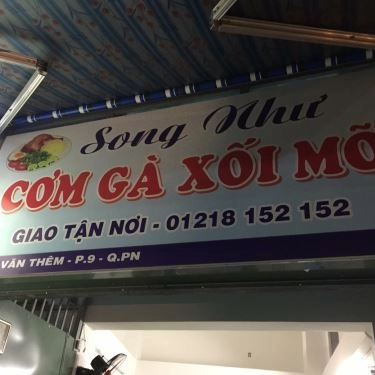 Song Như
CƠM GÀ XỐI MỠ
GIAO TẬN NƠI - 01218 152 152
VĂN THÊM - P.9 - Q.PN